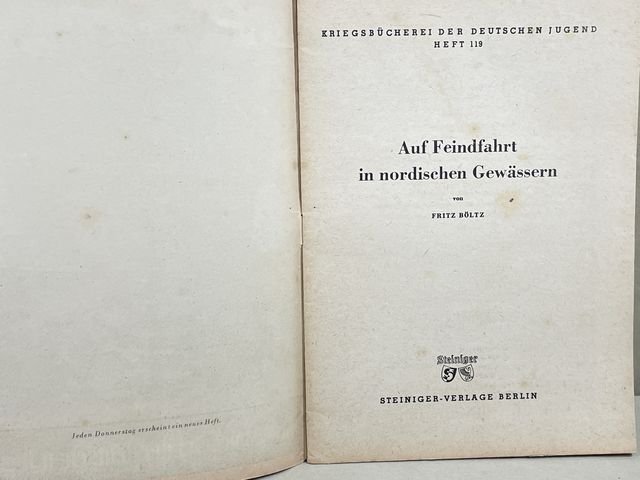 Jeden Donnerstag erscheint ein neues Heft.
KRIEGSBÜCHEREI DER DEUTSCHEN JUGEND
HEFT 119
Auf Feindfahrt
in nordischen Gewässern
von
FRITZ BÖLTZ
Steiniger
STEINIGER-VERLAGE BERLIN